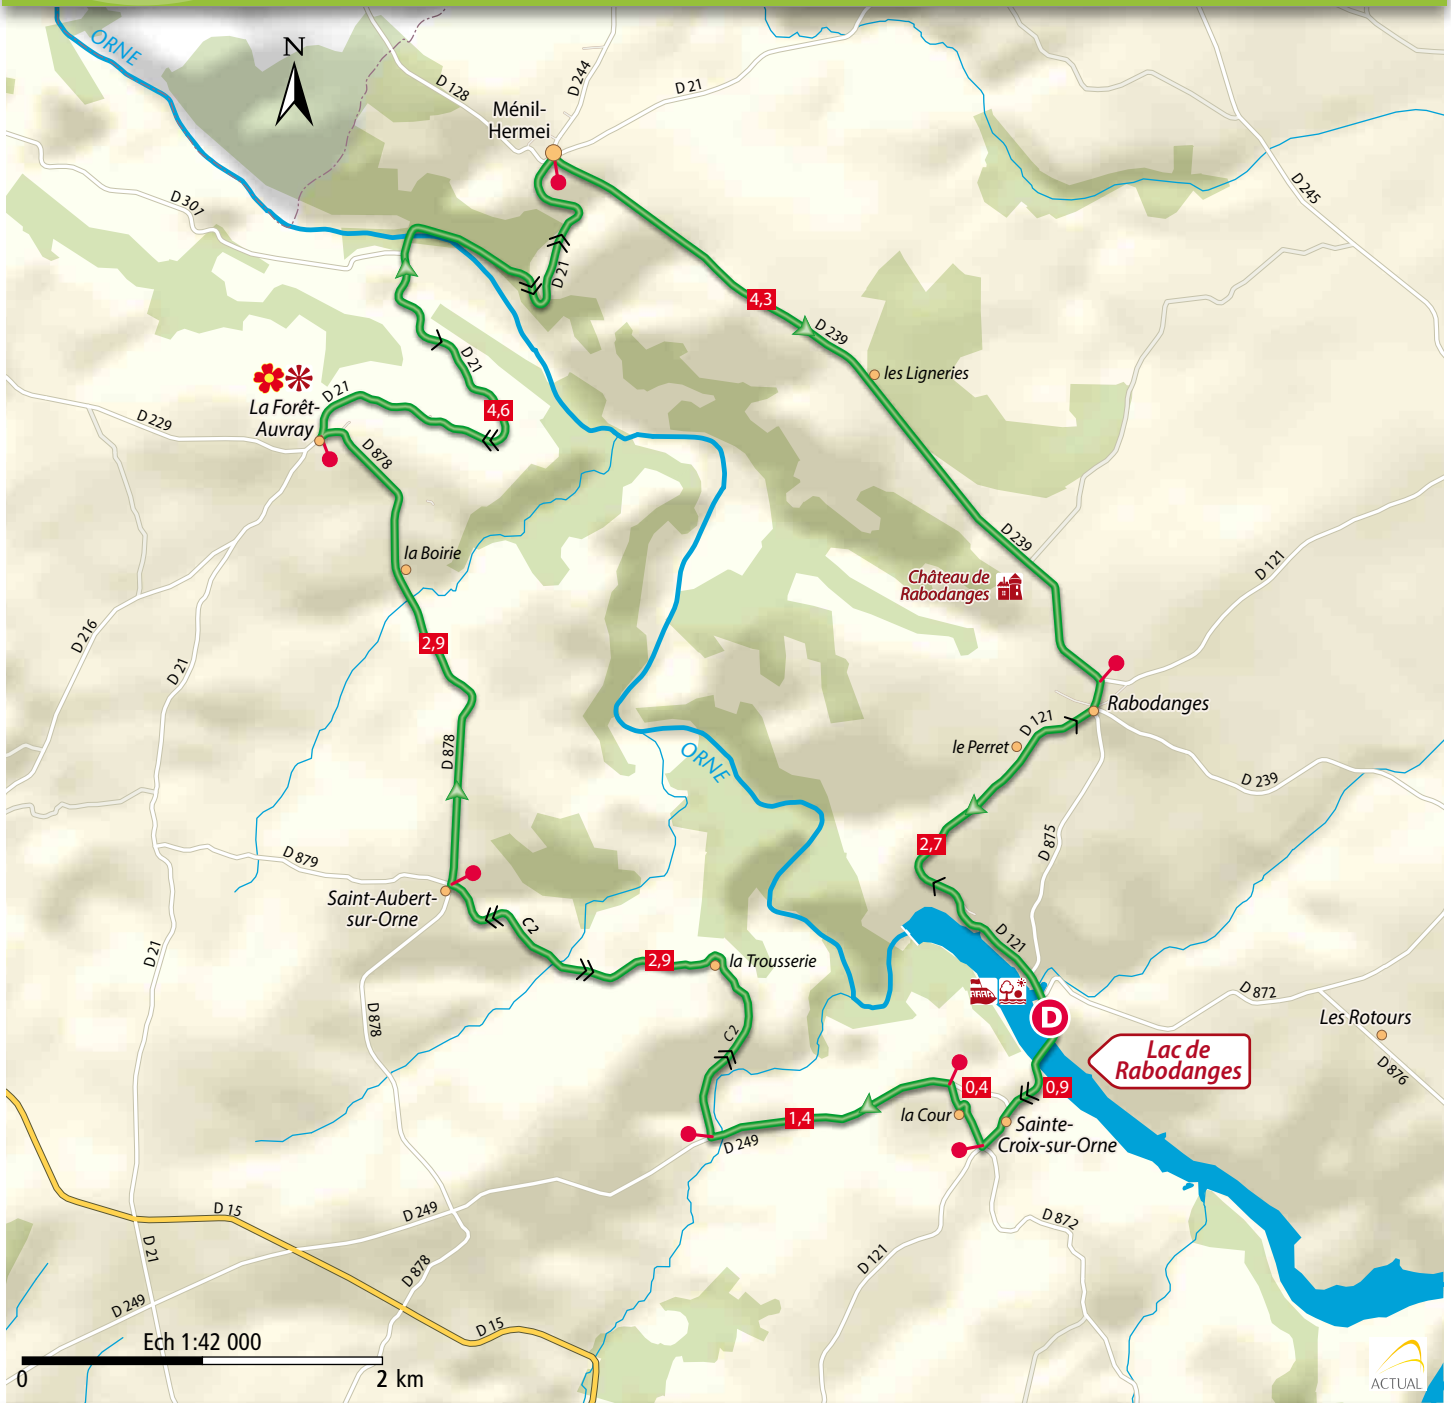 ORNE
N
D 128
D 244
D 21
Ménil-
Hermei
D 245
D 307
D 21
4,3
D 239
D 21
les Ligneries
D 21
4,6
La Forêt-
Auvray
D 229
D 878
D 239
la Boirie
D 121
Château de
Rabodanges
D 216
2,9
D 21
Rabodanges
D 121
le Perret
D 878
ORNE
D 239
D 875
2,7
D 879
Saint-Aubert-
sur-Orne
C 2
D 121
D 21
2,9
la Trousserie
D 872
D 878
D
Les Rotours
C 2
Lac de
Rabodanges
D 876
0,4
0,9
la Cour
1,4
Sainte-
Croix-sur-Orne
D 249
D 15
D 249
D 872
D 21
D 121
D 878
D 249
D 15
Ech 1:42 000
0
2 km
ACTUAL